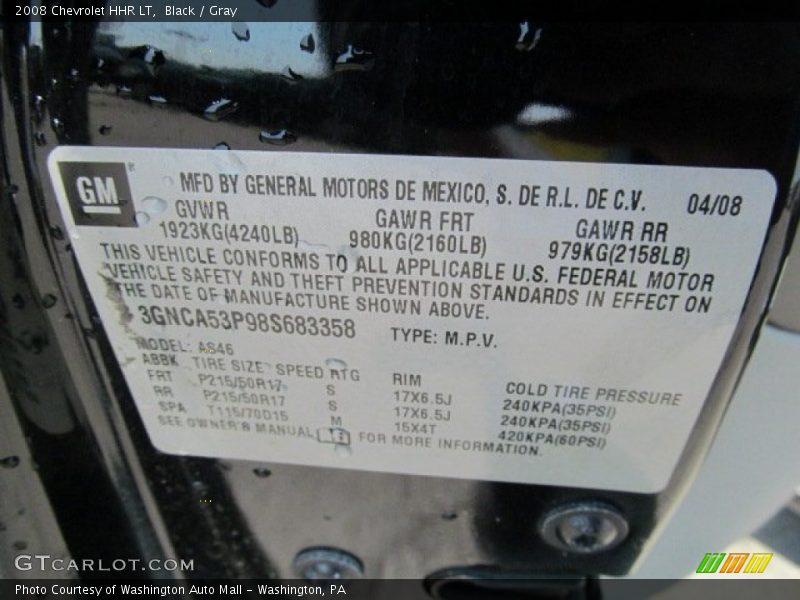 2008 Chevrolet HHR LT, Black / Gray
GM
MFD BY GENERAL MOTORS DE MEXICO, S. DE R.L. DE C.V. 04/08
GVWR GAWR FRT GAWR RR
1923KG(4240LB) 980KG(2160LB) 979KG(2158LB)
THIS VEHICLE CONFORMS TO ALL APPLICABLE U.S. FEDERAL MOTOR
VEHICLE SAFETY AND THEFT PREVENTION STANDARDS IN EFFECT ON
THE DATE OF MANUFACTURE SHOWN ABOVE.
3GNCA53P98S683358 TYPE: M.P.V.
MODEL: AS46
TIRE SIZE SPEED RTG RIM COLD TIRE PRESSURE
FRT P215/50R17 S 17X6.5J 240KPA(35PSI)
RR P215/50R17 S 17X6.5J 240KPA(35PSI)
SPA T115/70D15 M 15X4T 420KPA(60PSI)
SEE OWNER'S MANUAL FOR MORE INFORMATION.
GTCARLOT.COM
Photo Courtesy of Washington Auto Mall - Washington, PA